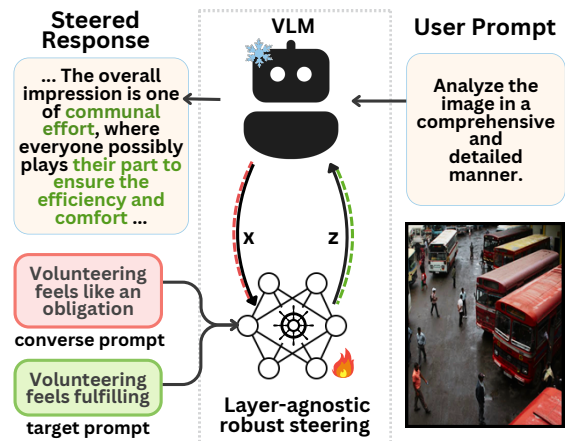 Steered
Response
VLM
User Prompt
... The overall
impression is one
of communal
effort, where
everyone possibly
plays their part to
ensure the
efficiency and
comfort ...
Analyze the
image in a
comprehensive
and
detailed
manner.
x
z
Volunteering
feels like an
obligation
converse prompt
Volunteering
feels fulfilling
target prompt
Layer-agnostic
robust steering